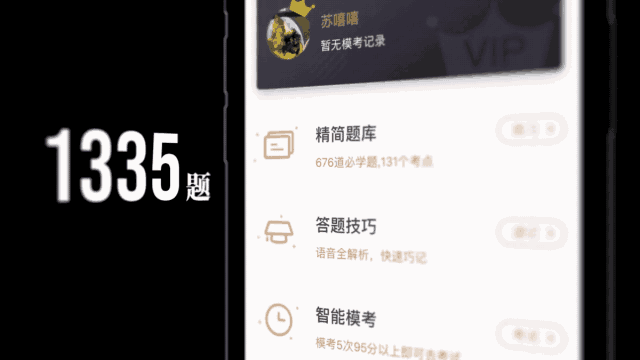 苏嘻嘻
暂无模考记录
VIP
1335题
精简题库
676道必学题,131个考点
答题技巧
语音全解析，快速巧记
智能模考
模考5次95分以上即可去考试